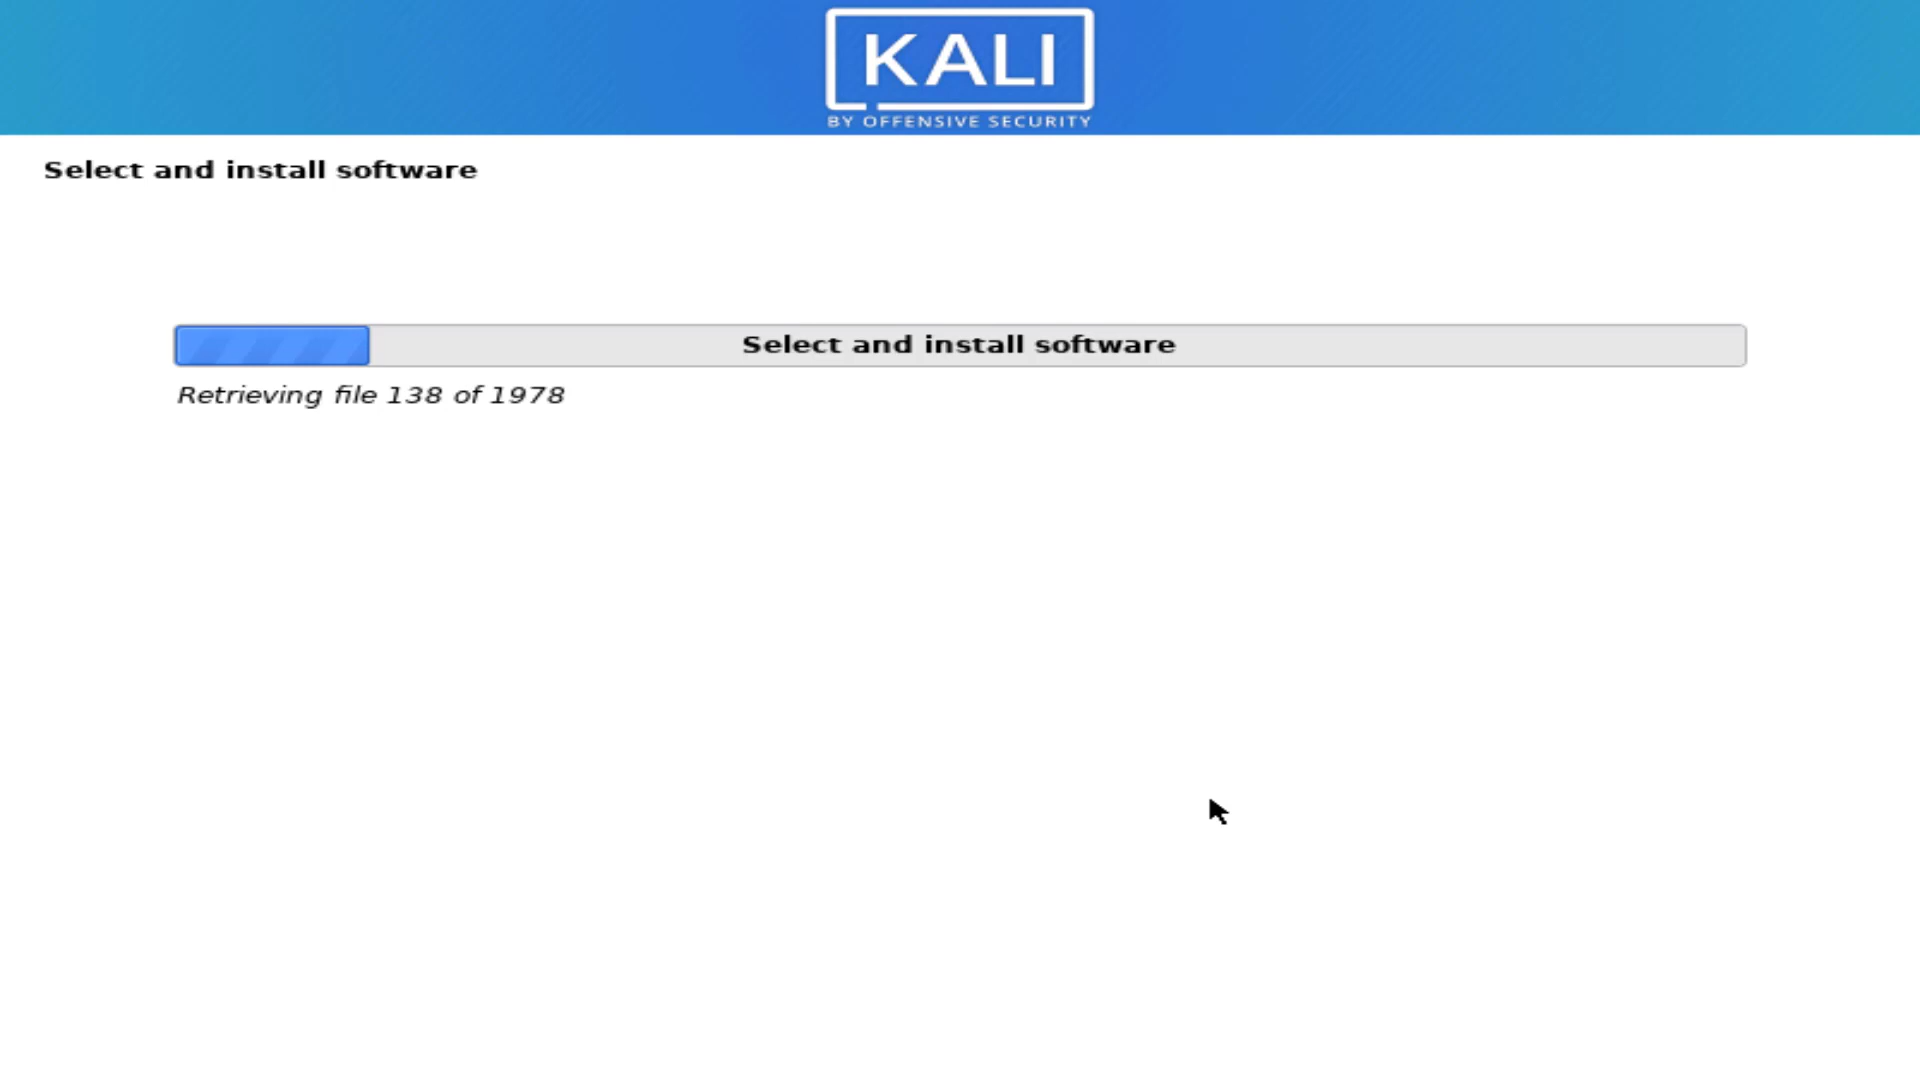 KALI
BY OFFENSIVE SECURITY
Select and install software
Select and install software
Retrieving file 138 of 1978